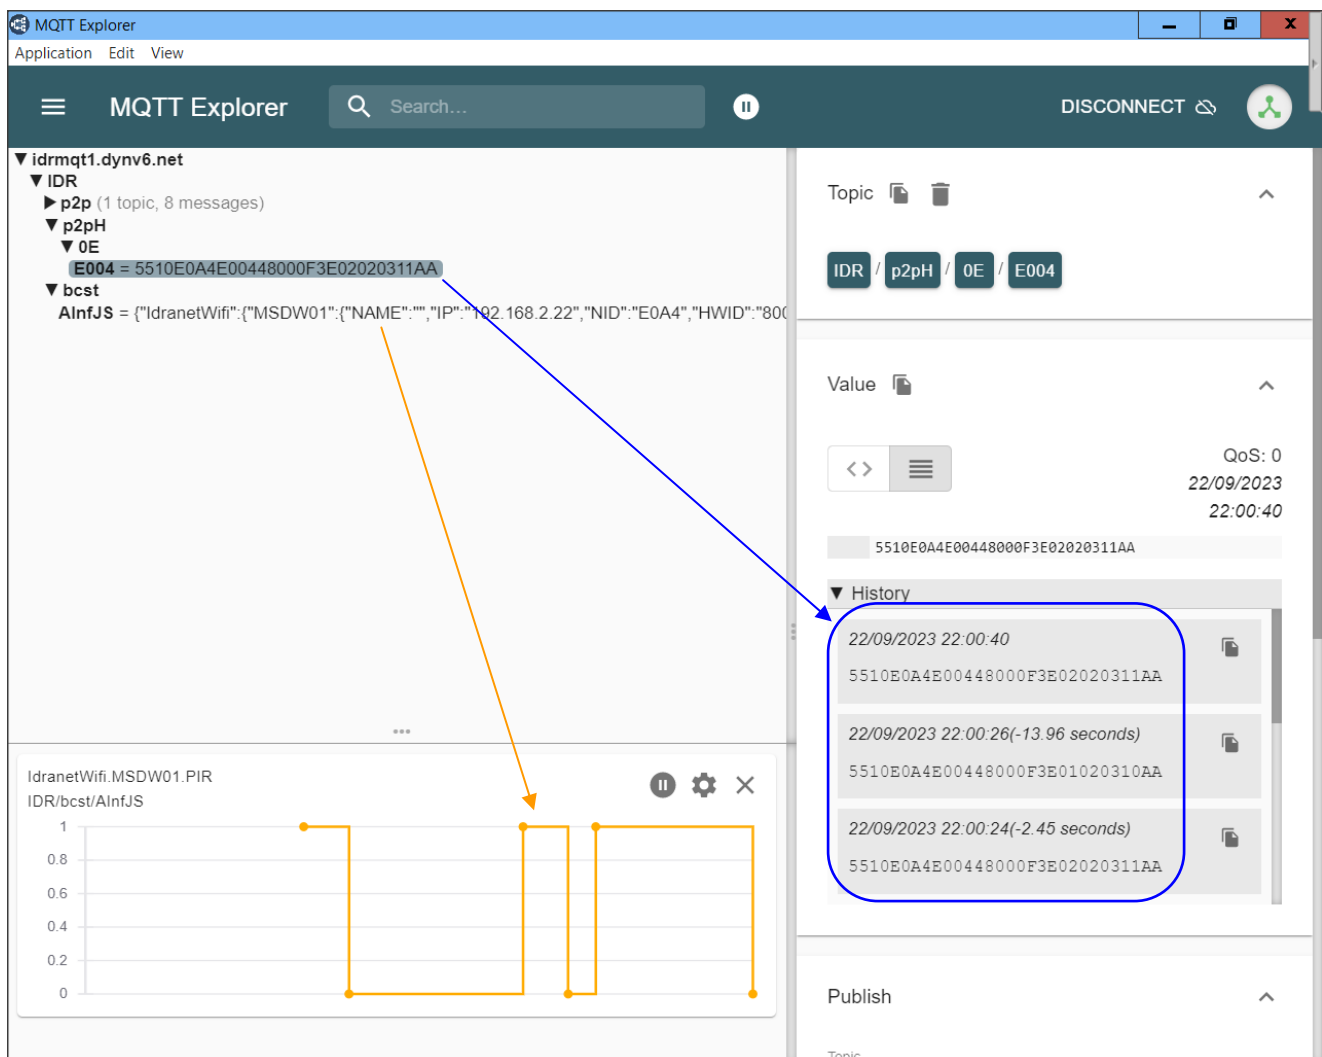 MQTT Explorer
Application Edit View
MQTT Explorer Search... DISCONNECT
idrmqt1.dynv6.net
IDR
p2p (1 topic, 8 messages)
p2pH
0E
E004 = 5510E0A4E00448000F3E02020311AA
bcst
AInfJS = {"IdranetWifi":{"MSDW01":{"NAME":"","IP":"192.168.2.22","NID":"E0A4","HWID":"800
IdranetWifi.MSDW01.PIR
IDR/bcst/AInfJS
1
0.8
0.6
0.4
0.2
0
Topic
IDR / p2pH / 0E / E004
Value
QoS: 0
22/09/2023
22:00:40
5510E0A4E00448000F3E02020311AA
History
22/09/2023 22:00:40
5510E0A4E00448000F3E02020311AA
22/09/2023 22:00:26(-13.96 seconds)
5510E0A4E00448000F3E01020310AA
22/09/2023 22:00:24(-2.45 seconds)
5510E0A4E00448000F3E02020311AA
Publish
Topic